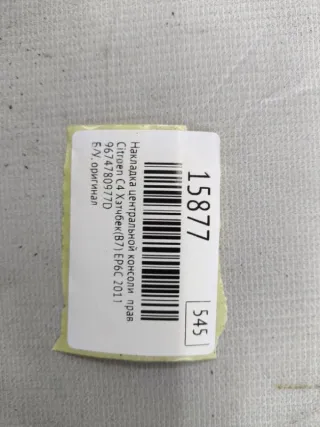 15877
545
Накладка центральной консоли прав
Citroen C4 Хэтчбек(B7) EP6C 2011
9674780977D
Б/У. оригинал